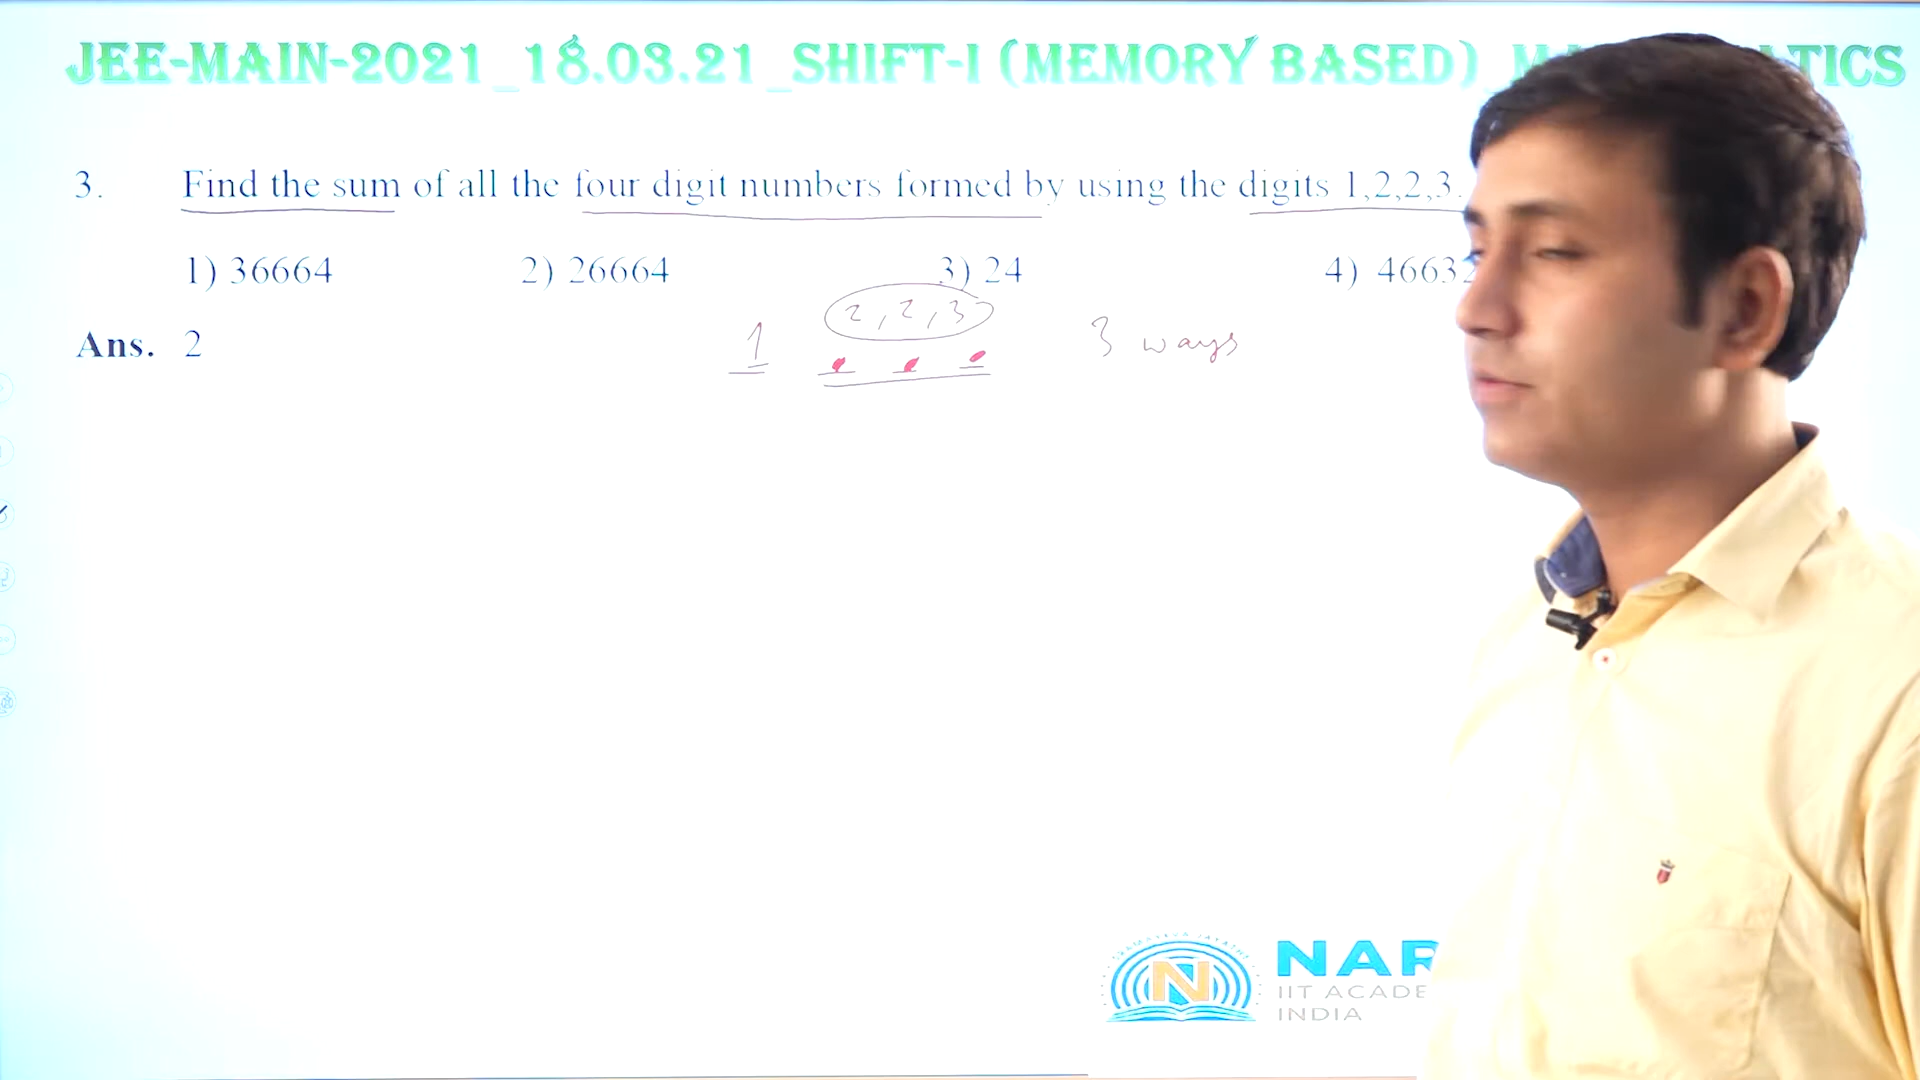 JEE-MAIN-2021_18.03.21_SHIFT-I (MEMORY BASED)
3. Find the sum of all the four digit numbers formed by using the digits 1,2,2,3.
1) 36664 2) 26664 3) 24 4) 46632
2, 2, 3
Ans. 2
1 3 ways
N
IIT ACADE
INDIA